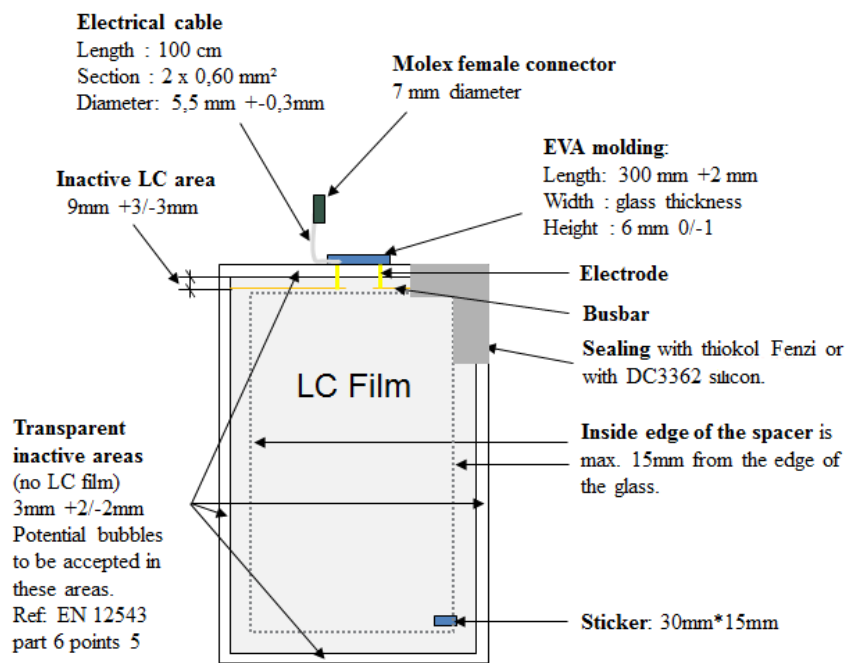 Electrical cable
Length : 100 cm
Section : 2 x 0,60 mm²
Diameter: 5,5 mm +-0,3mm
Molex female connector
7 mm diameter
EVA molding:
Length: 300 mm +2 mm
Width : glass thickness
Height : 6 mm 0/-1
Inactive LC area
9mm +3/-3mm
Electrode
Busbar
Sealing with thiokol Fenzi or
with DC3362 silicon.
LC Film
Transparent
inactive areas
(no LC film)
3mm +2/-2mm
Potential bubbles
to be accepted in
these areas.
Ref: EN 12543
part 6 points 5
Inside edge of the spacer is
max. 15mm from the edge of
the glass.
Sticker: 30mm*15mm